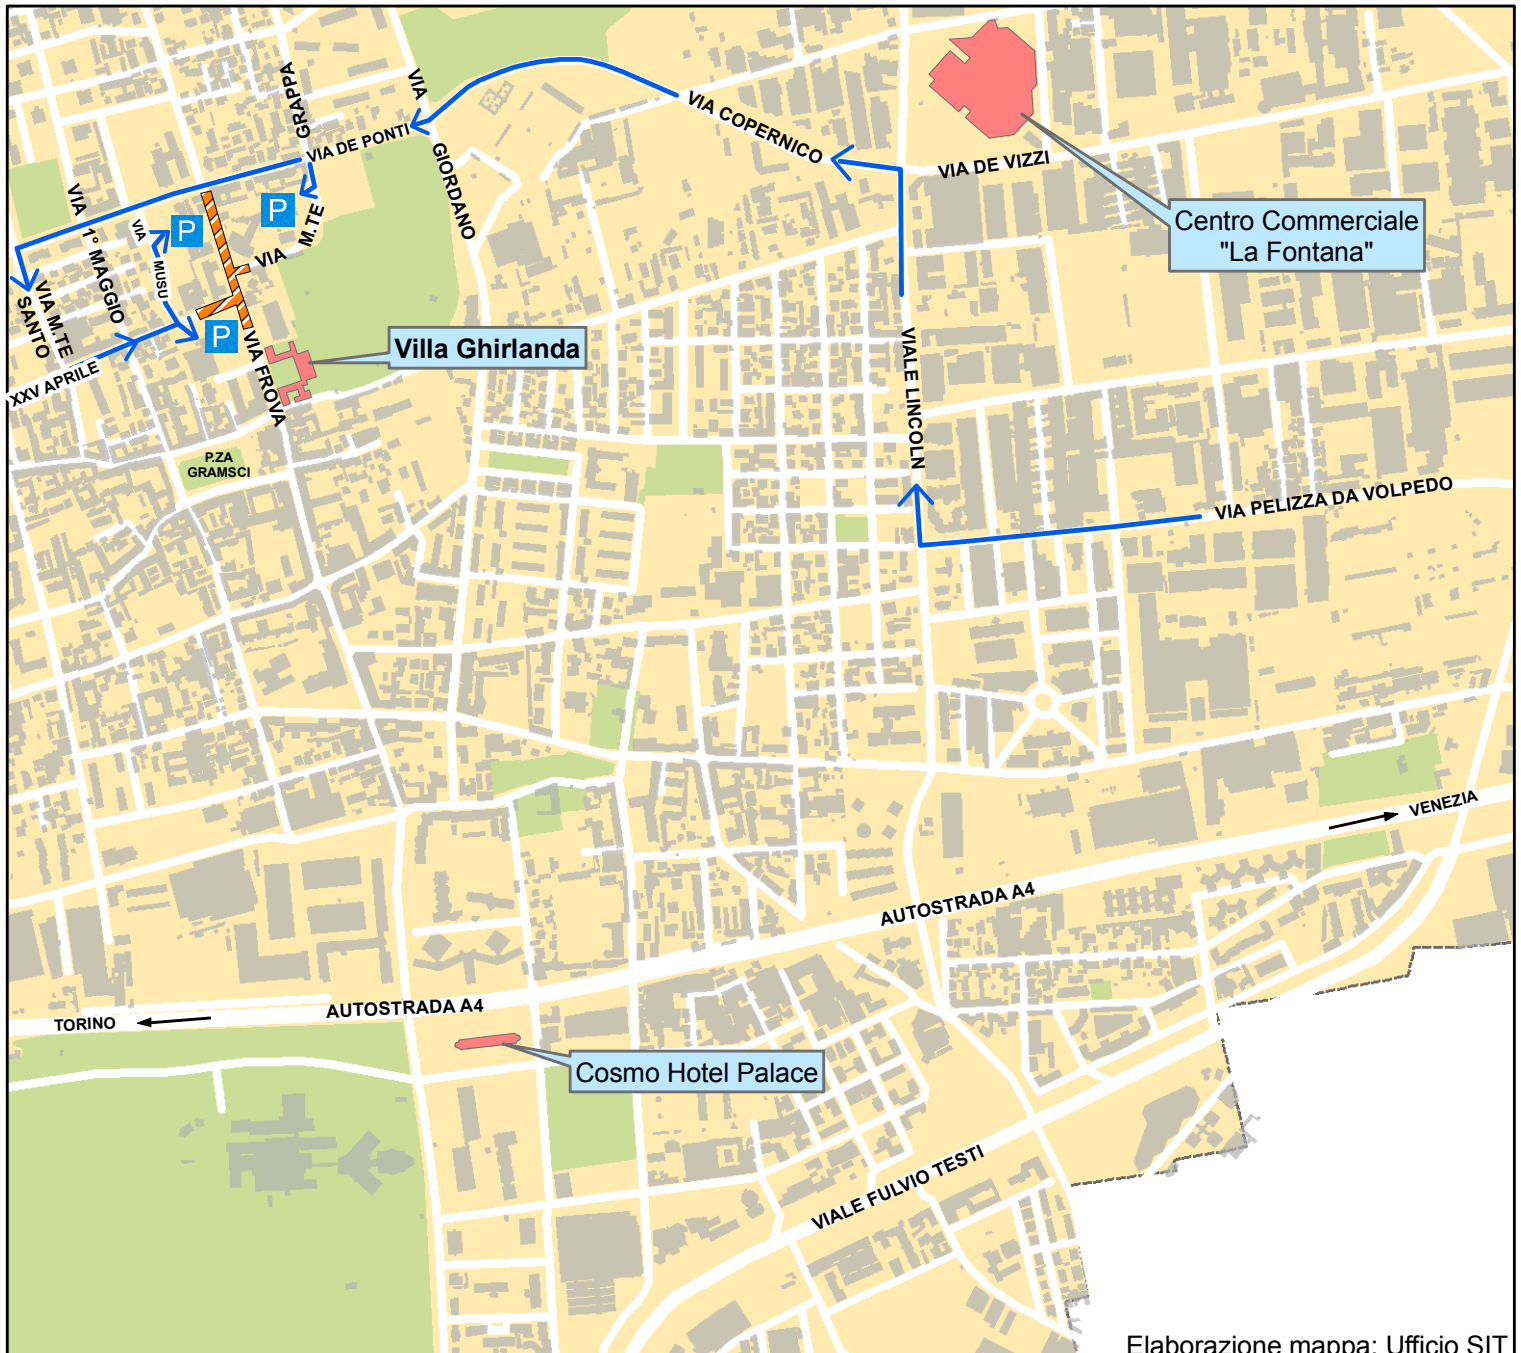 GRAPPA
VIA
VIA DE PONTI
GIORDANO
VIA COPERNICO
VIA DE VIZZI
Centro Commerciale
"La Fontana"
P
P
M.TE
VIA
VIA
1° MAGGIO
VIA
MUSU
P
VIA M.TE
SANTO
XXV APRILE
VIA FROVA
Villa Ghirlanda
P.ZA
GRAMSCI
VIALE LINCOLN
VIA PELIZZA DA VOLPEDO
VENEZIA
AUTOSTRADA A4
AUTOSTRADA A4
TORINO
Cosmo Hotel Palace
VIALE FULVIO TESTI
Elaborazione mappa: Ufficio SIT